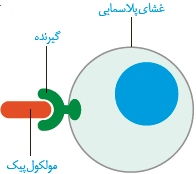 غشای پلاسمایی
گیرنده
مولکول پیک